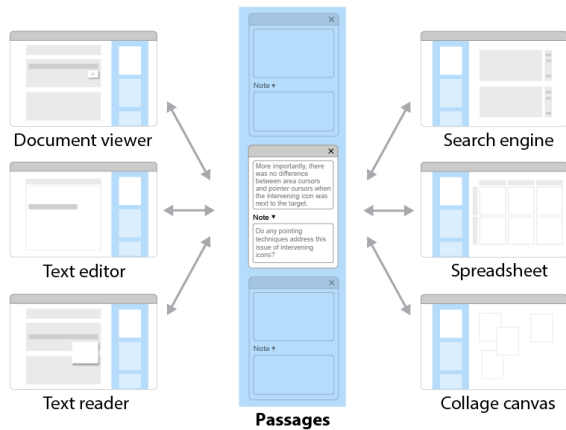 ×
Note ▾
Document viewer
Search engine
×
More importantly, there
was no difference
between area cursors
and pointer cursors when
the intervening icon was
next to the target.
Note ▾
Do any pointing
techniques address this
issue of intervening
icons?
Text editor
Spreadsheet
×
Note ▾
Text reader
Collage canvas
Passages